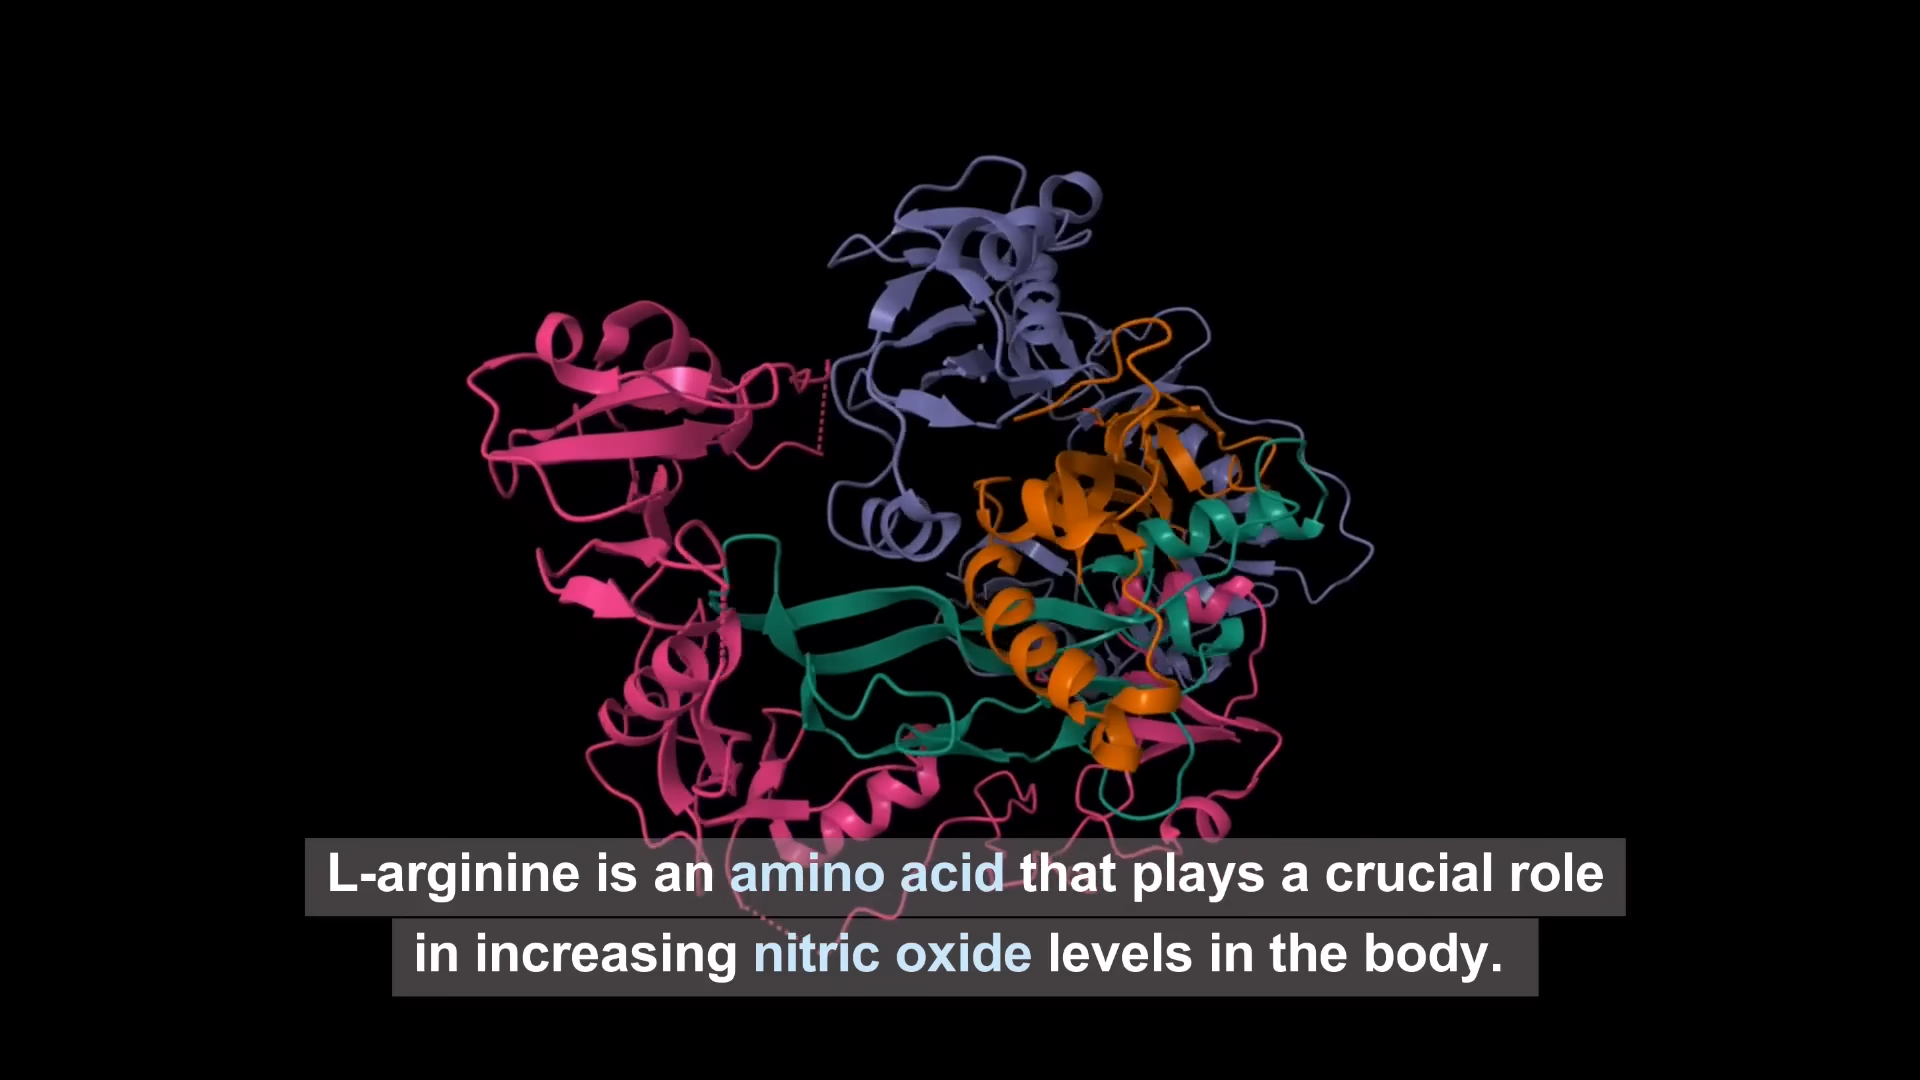 L-arginine is an amino acid that plays a crucial role
in increasing nitric oxide levels in the body.